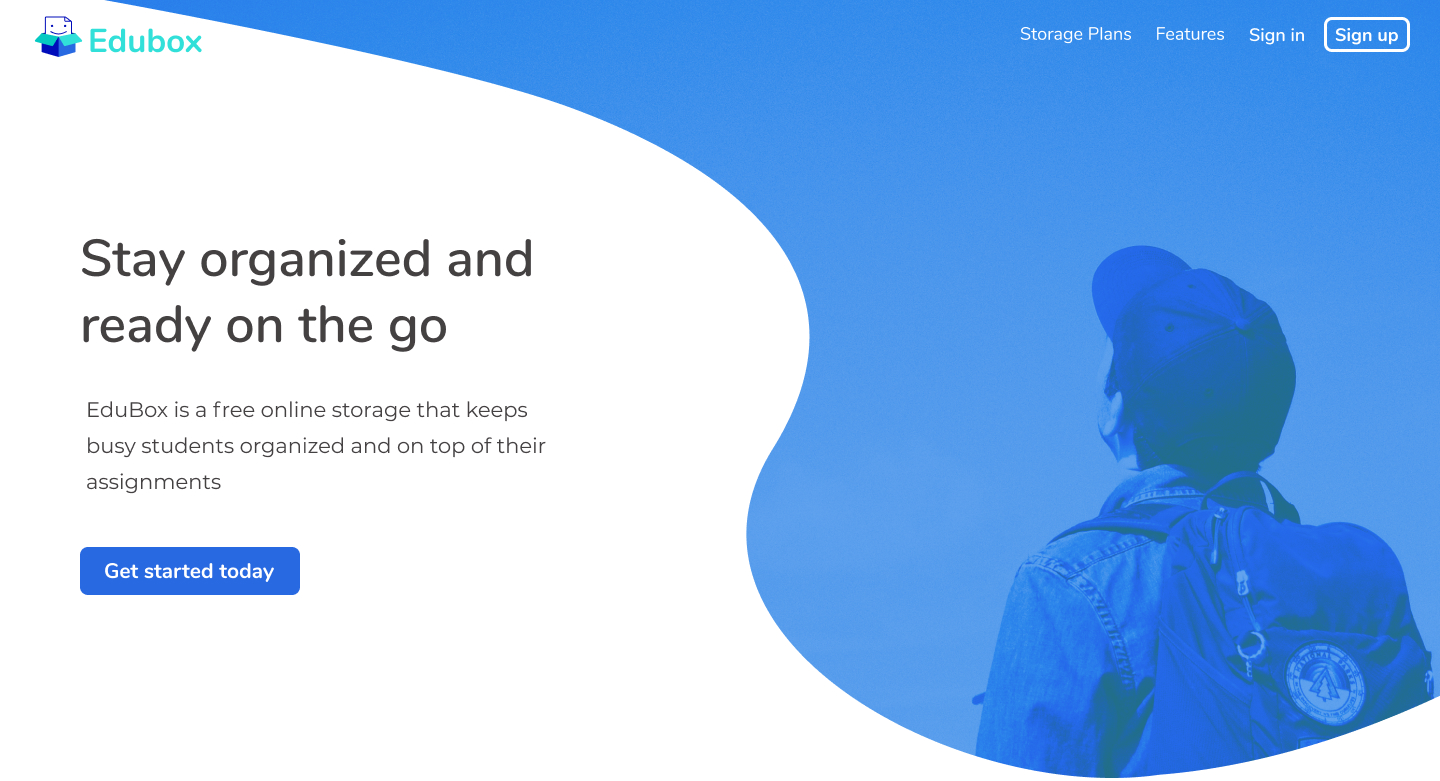 Edubox
Storage Plans
Features
Sign in
Sign up
Stay organized and
ready on the go
EduBox is a free online storage that keeps
busy students organized and on top of their
assignments
Get started today